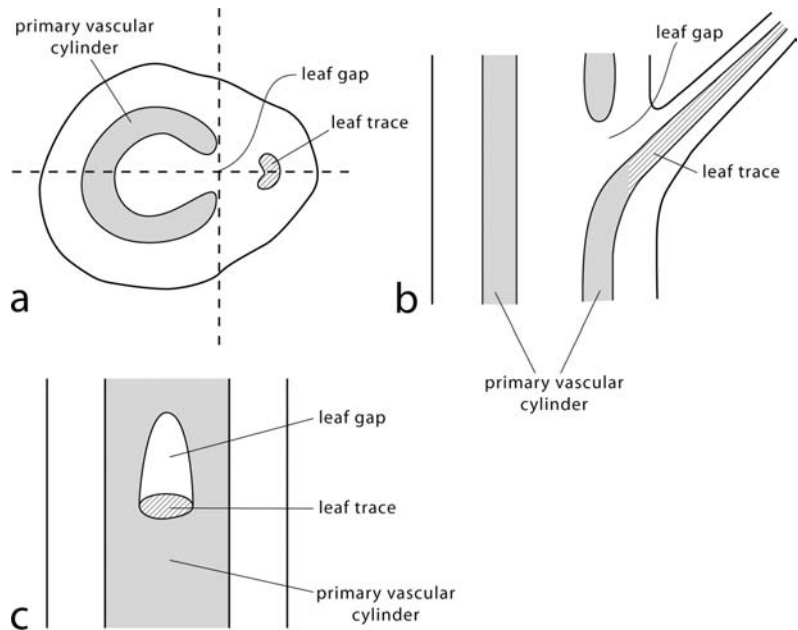 primary vascular
cylinder
leaf gap
leaf trace
a
leaf gap
leaf trace
b
primary vascular
cylinder
leaf gap
leaf trace
primary vascular
cylinder
c